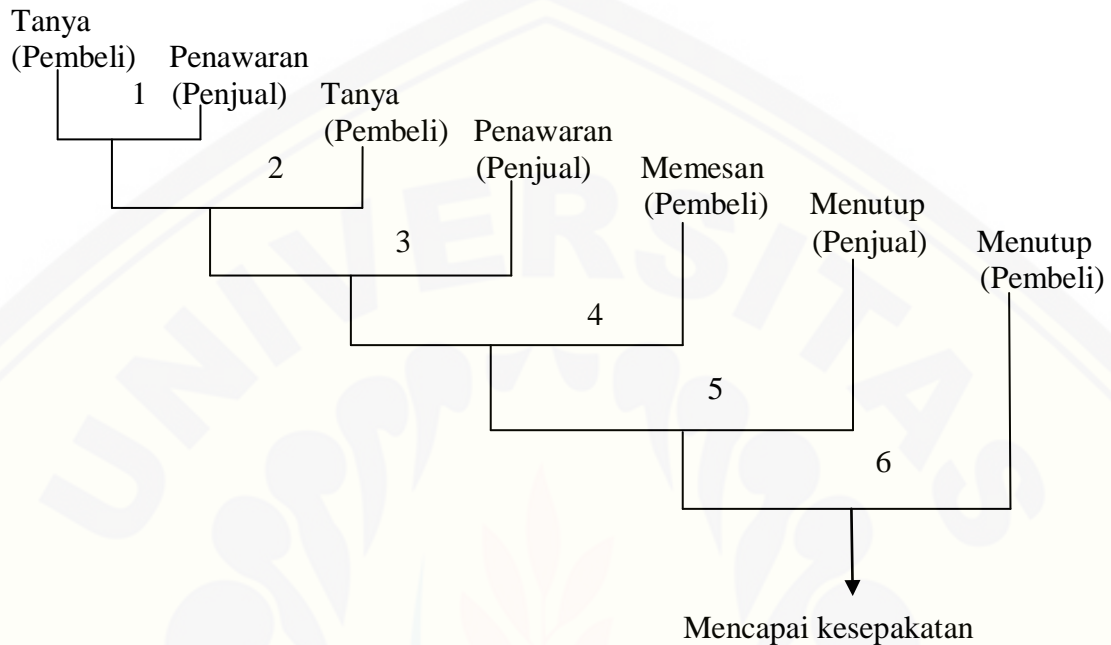 Tanya
(Pembeli)
Penawaran
(Penjual)
1
Tanya
(Pembeli)
2
Penawaran
(Penjual)
3
Memesan
(Pembeli)
4
Menutup
(Penjual)
5
Menutup
(Pembeli)
6
Mencapai kesepakatan
UNIVERSITAS